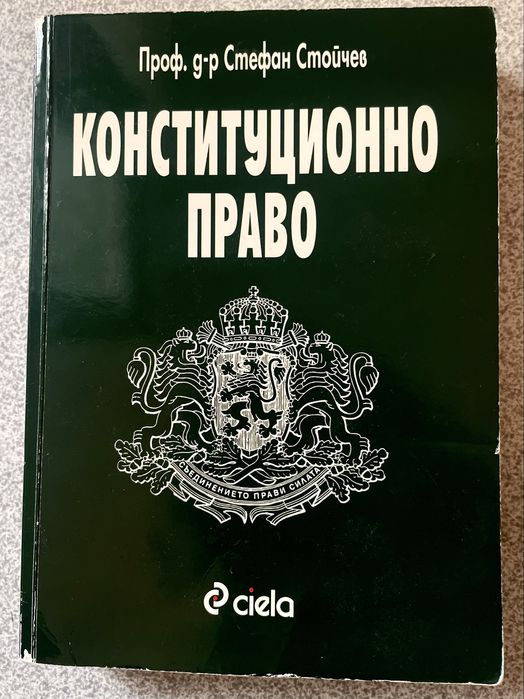 Проф. д-р Стефан Стойчев
КОНСТИТУЦИОННО
ПРАВО
СЪЕДИНЕНИЕТО ПРАВИ СИЛАТА
ciela